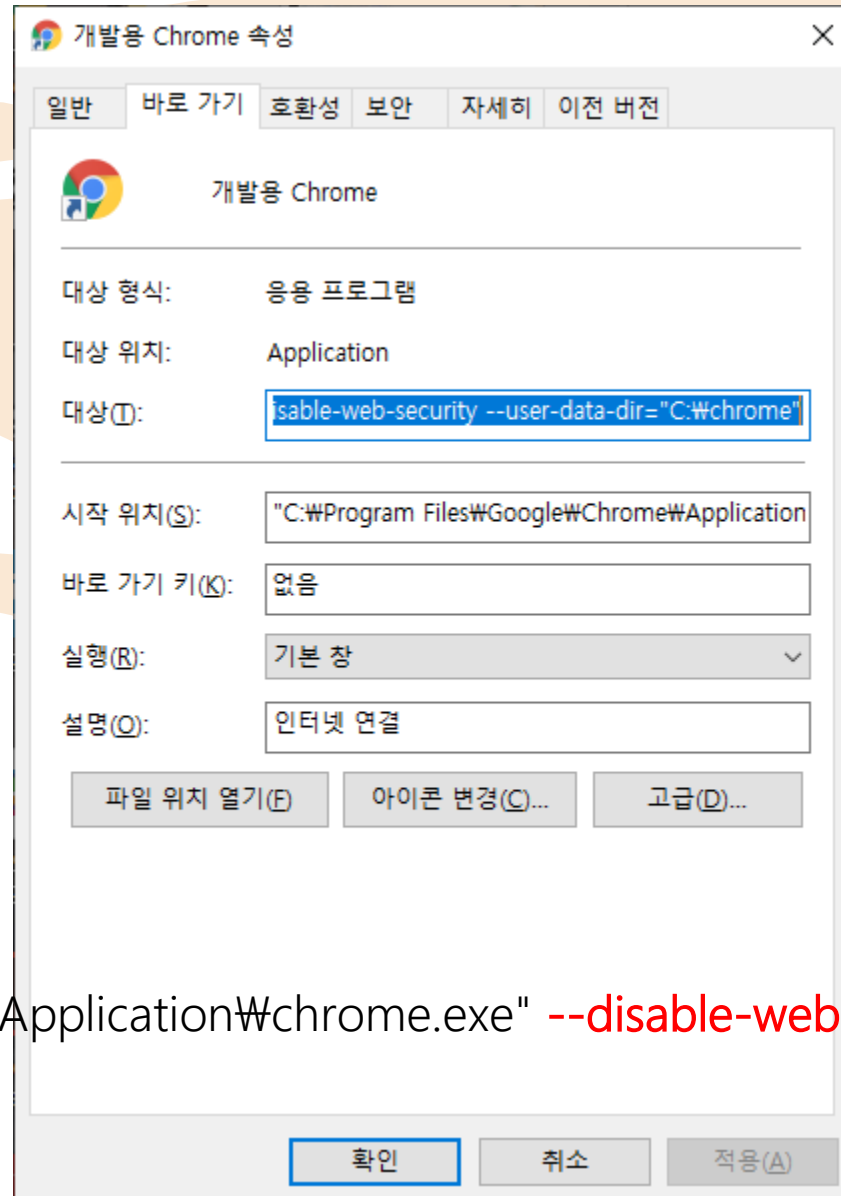 개발용 Chrome 속성
일반 바로 가기 호환성 보안 자세히 이전 버전
개발용 Chrome
대상 형식: 응용 프로그램
대상 위치: Application
대상(T): isable-web-security --user-data-dir="C:₩chrome"
시작 위치(S): "C:₩Program Files₩Google₩Chrome₩Application
바로 가기 키(K): 없음
실행(R): 기본 창
설명(O): 인터넷 연결
파일 위치 열기(F) 아이콘 변경(C)... 고급(D)...
Application₩chrome.exe" --disable-web
확인 취소 적용(A)